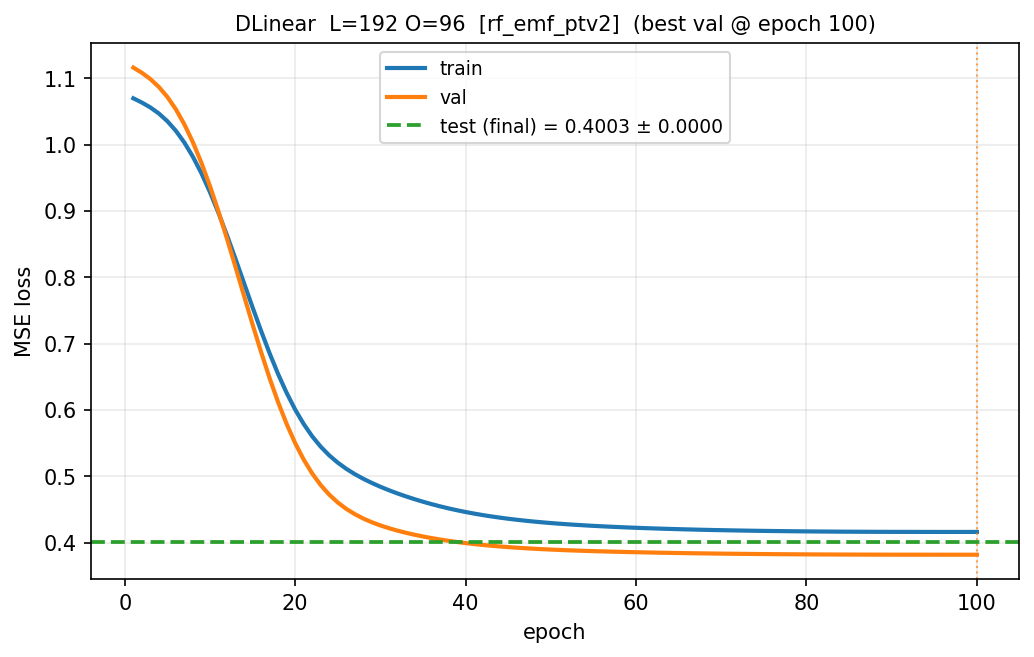 DLinear  L=192 O=96  [rf_emf_ptv2]  (best val @ epoch 100)
train
val
test (final) = 0.4003 ± 0.0000
MSE loss
1.1
1.0
0.9
0.8
0.7
0.6
0.5
0.4
0 20 40 60 80 100
epoch